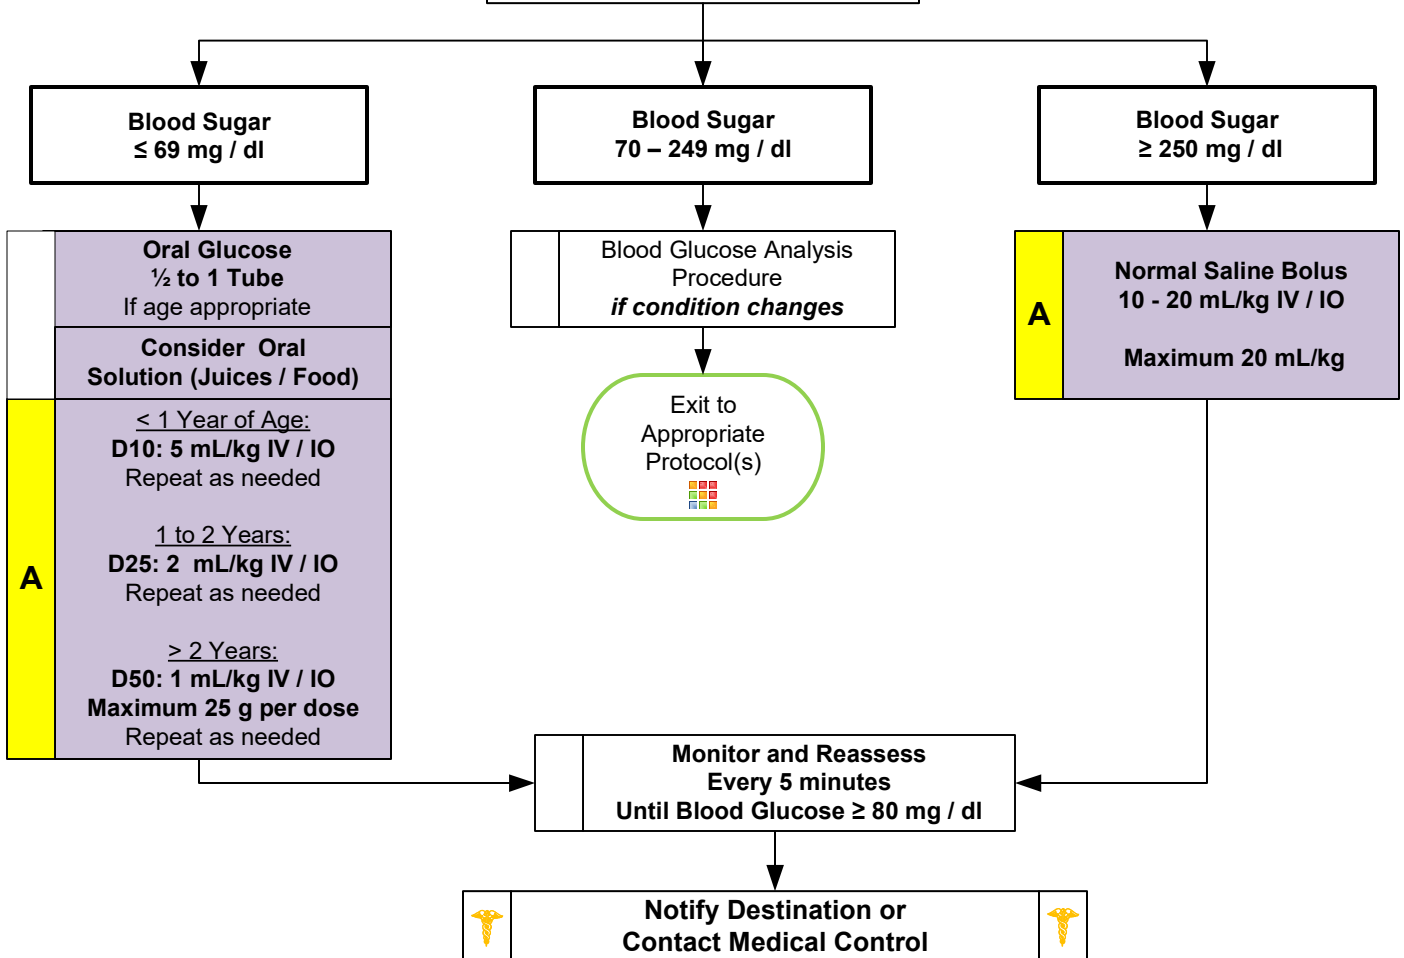 Blood Sugar
≤ 69 mg / dl
Blood Sugar
70 – 249 mg / dl
Blood Sugar
≥ 250 mg / dl
Oral Glucose
½ to 1 Tube
If age appropriate
Consider Oral
Solution (Juices / Food)
A
< 1 Year of Age:
D10: 5 mL/kg IV / IO
Repeat as needed
1 to 2 Years:
D25: 2 mL/kg IV / IO
Repeat as needed
> 2 Years:
D50: 1 mL/kg IV / IO
Maximum 25 g per dose
Repeat as needed
Blood Glucose Analysis
Procedure
if condition changes
Exit to
Appropriate
Protocol(s)
A
Normal Saline Bolus
10 - 20 mL/kg IV / IO
Maximum 20 mL/kg
Monitor and Reassess
Every 5 minutes
Until Blood Glucose ≥ 80 mg / dl
Notify Destination or
Contact Medical Control